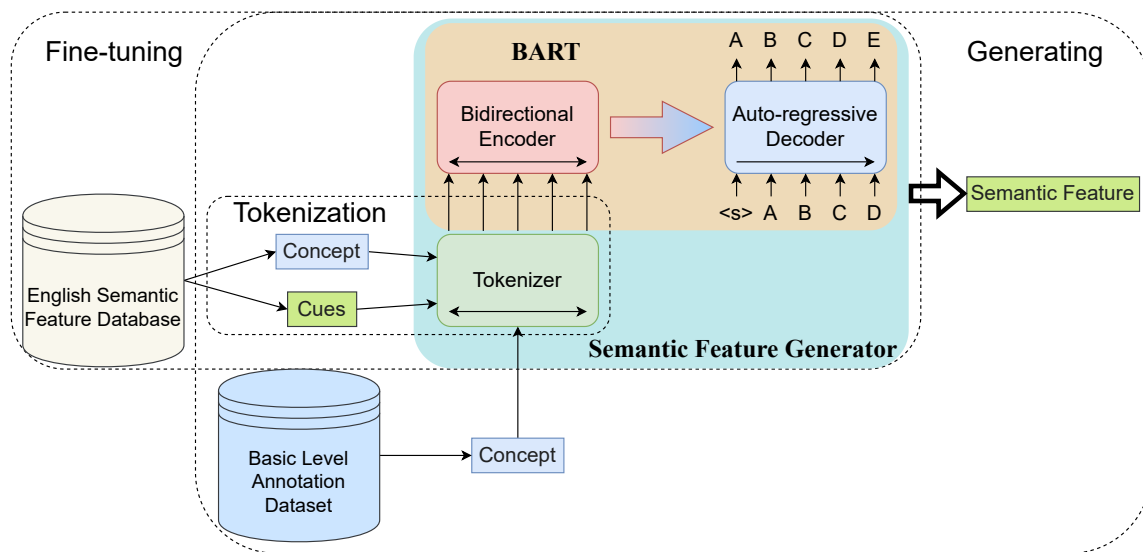 Fine-tuning
BART
A B C D E
Generating
Bidirectional
Encoder
Auto-regressive
Decoder
<s> A B C D
Semantic Feature
Tokenization
Concept
Cues
Tokenizer
English Semantic
Feature Database
Semantic Feature Generator
Basic Level
Annotation
Dataset
Concept